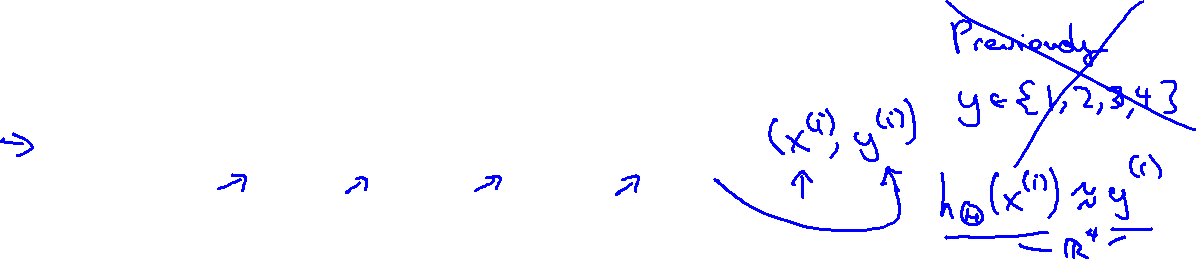 Previously
y ∈ {1, 2, 3, 4}
(x^(i), y^(i))
h_Θ(x^(i)) ≈ y^(i)
ℝ^4